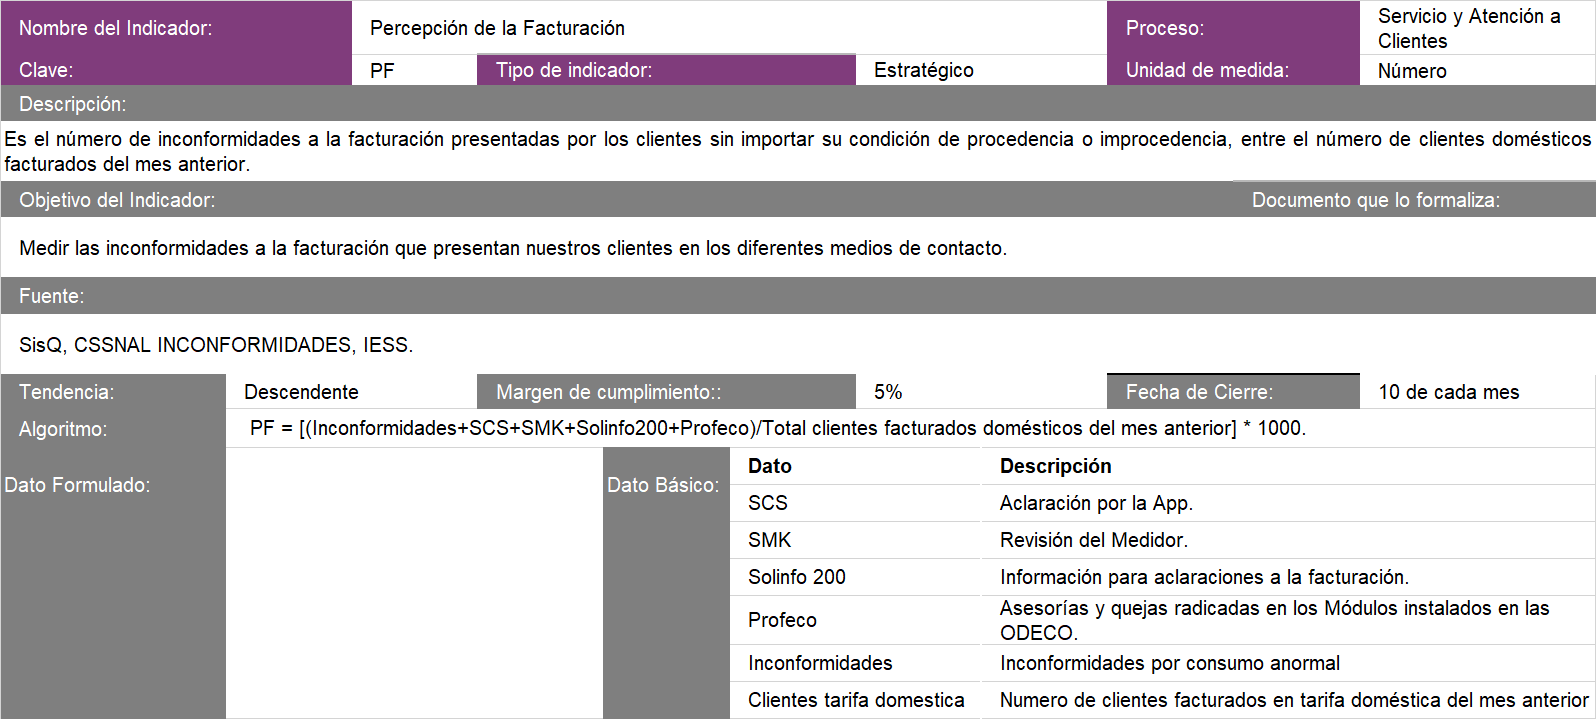 Nombre del Indicador: Percepción de la Facturación Proceso: Servicio y Atención a
Clientes
Clave: PF Tipo de indicador: Estratégico Unidad de medida: Número
Descripción:
Es el número de inconformidades a la facturación presentadas por los clientes sin importar su condición de procedencia o improcedencia, entre el número de clientes domésticos
facturados del mes anterior.
Objetivo del Indicador: Documento que lo formaliza:
Medir las inconformidades a la facturación que presentan nuestros clientes en los diferentes medios de contacto.
Fuente:
SisQ, CSSNAL INCONFORMIDADES, IESS.
Tendencia: Descendente Margen de cumplimiento:: 5% Fecha de Cierre: 10 de cada mes
Algoritmo: PF = [(Inconformidades+SCS+SMK+Solinfo200+Profeco)/Total clientes facturados domésticos del mes anterior] * 1000.
Dato Formulado: Dato Básico:
Dato Descripción
SCS Aclaración por la App.
SMK Revisión del Medidor.
Solinfo 200 Información para aclaraciones a la facturación.
Profeco Asesorías y quejas radicadas en los Módulos instalados en las
ODECO.
Inconformidades Inconformidades por consumo anormal
Clientes tarifa domestica Numero de clientes facturados en tarifa doméstica del mes anterior